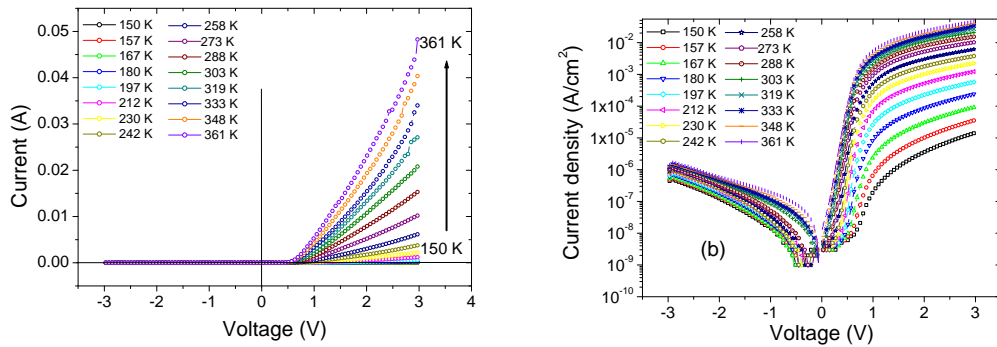 0.05
0.04
0.03
0.02
0.01
0.00
Current (A)
150 K
157 K
167 K
180 K
197 K
212 K
230 K
242 K
258 K
273 K
288 K
303 K
319 K
333 K
348 K
361 K
361 K
150 K
-3 -2 -1 0 1 2 3 4
Voltage (V)
10⁻²
10⁻³
1x10⁻⁴
1x10⁻⁵
10⁻⁶
10⁻⁷
10⁻⁸
10⁻⁹
10⁻¹⁰
Current density (A/cm²)
150 K
157 K
167 K
180 K
197 K
212 K
230 K
242 K
258 K
273 K
288 K
303 K
319 K
333 K
348 K
361 K
(b)
-3 -2 -1 0 1 2 3
Voltage (V)